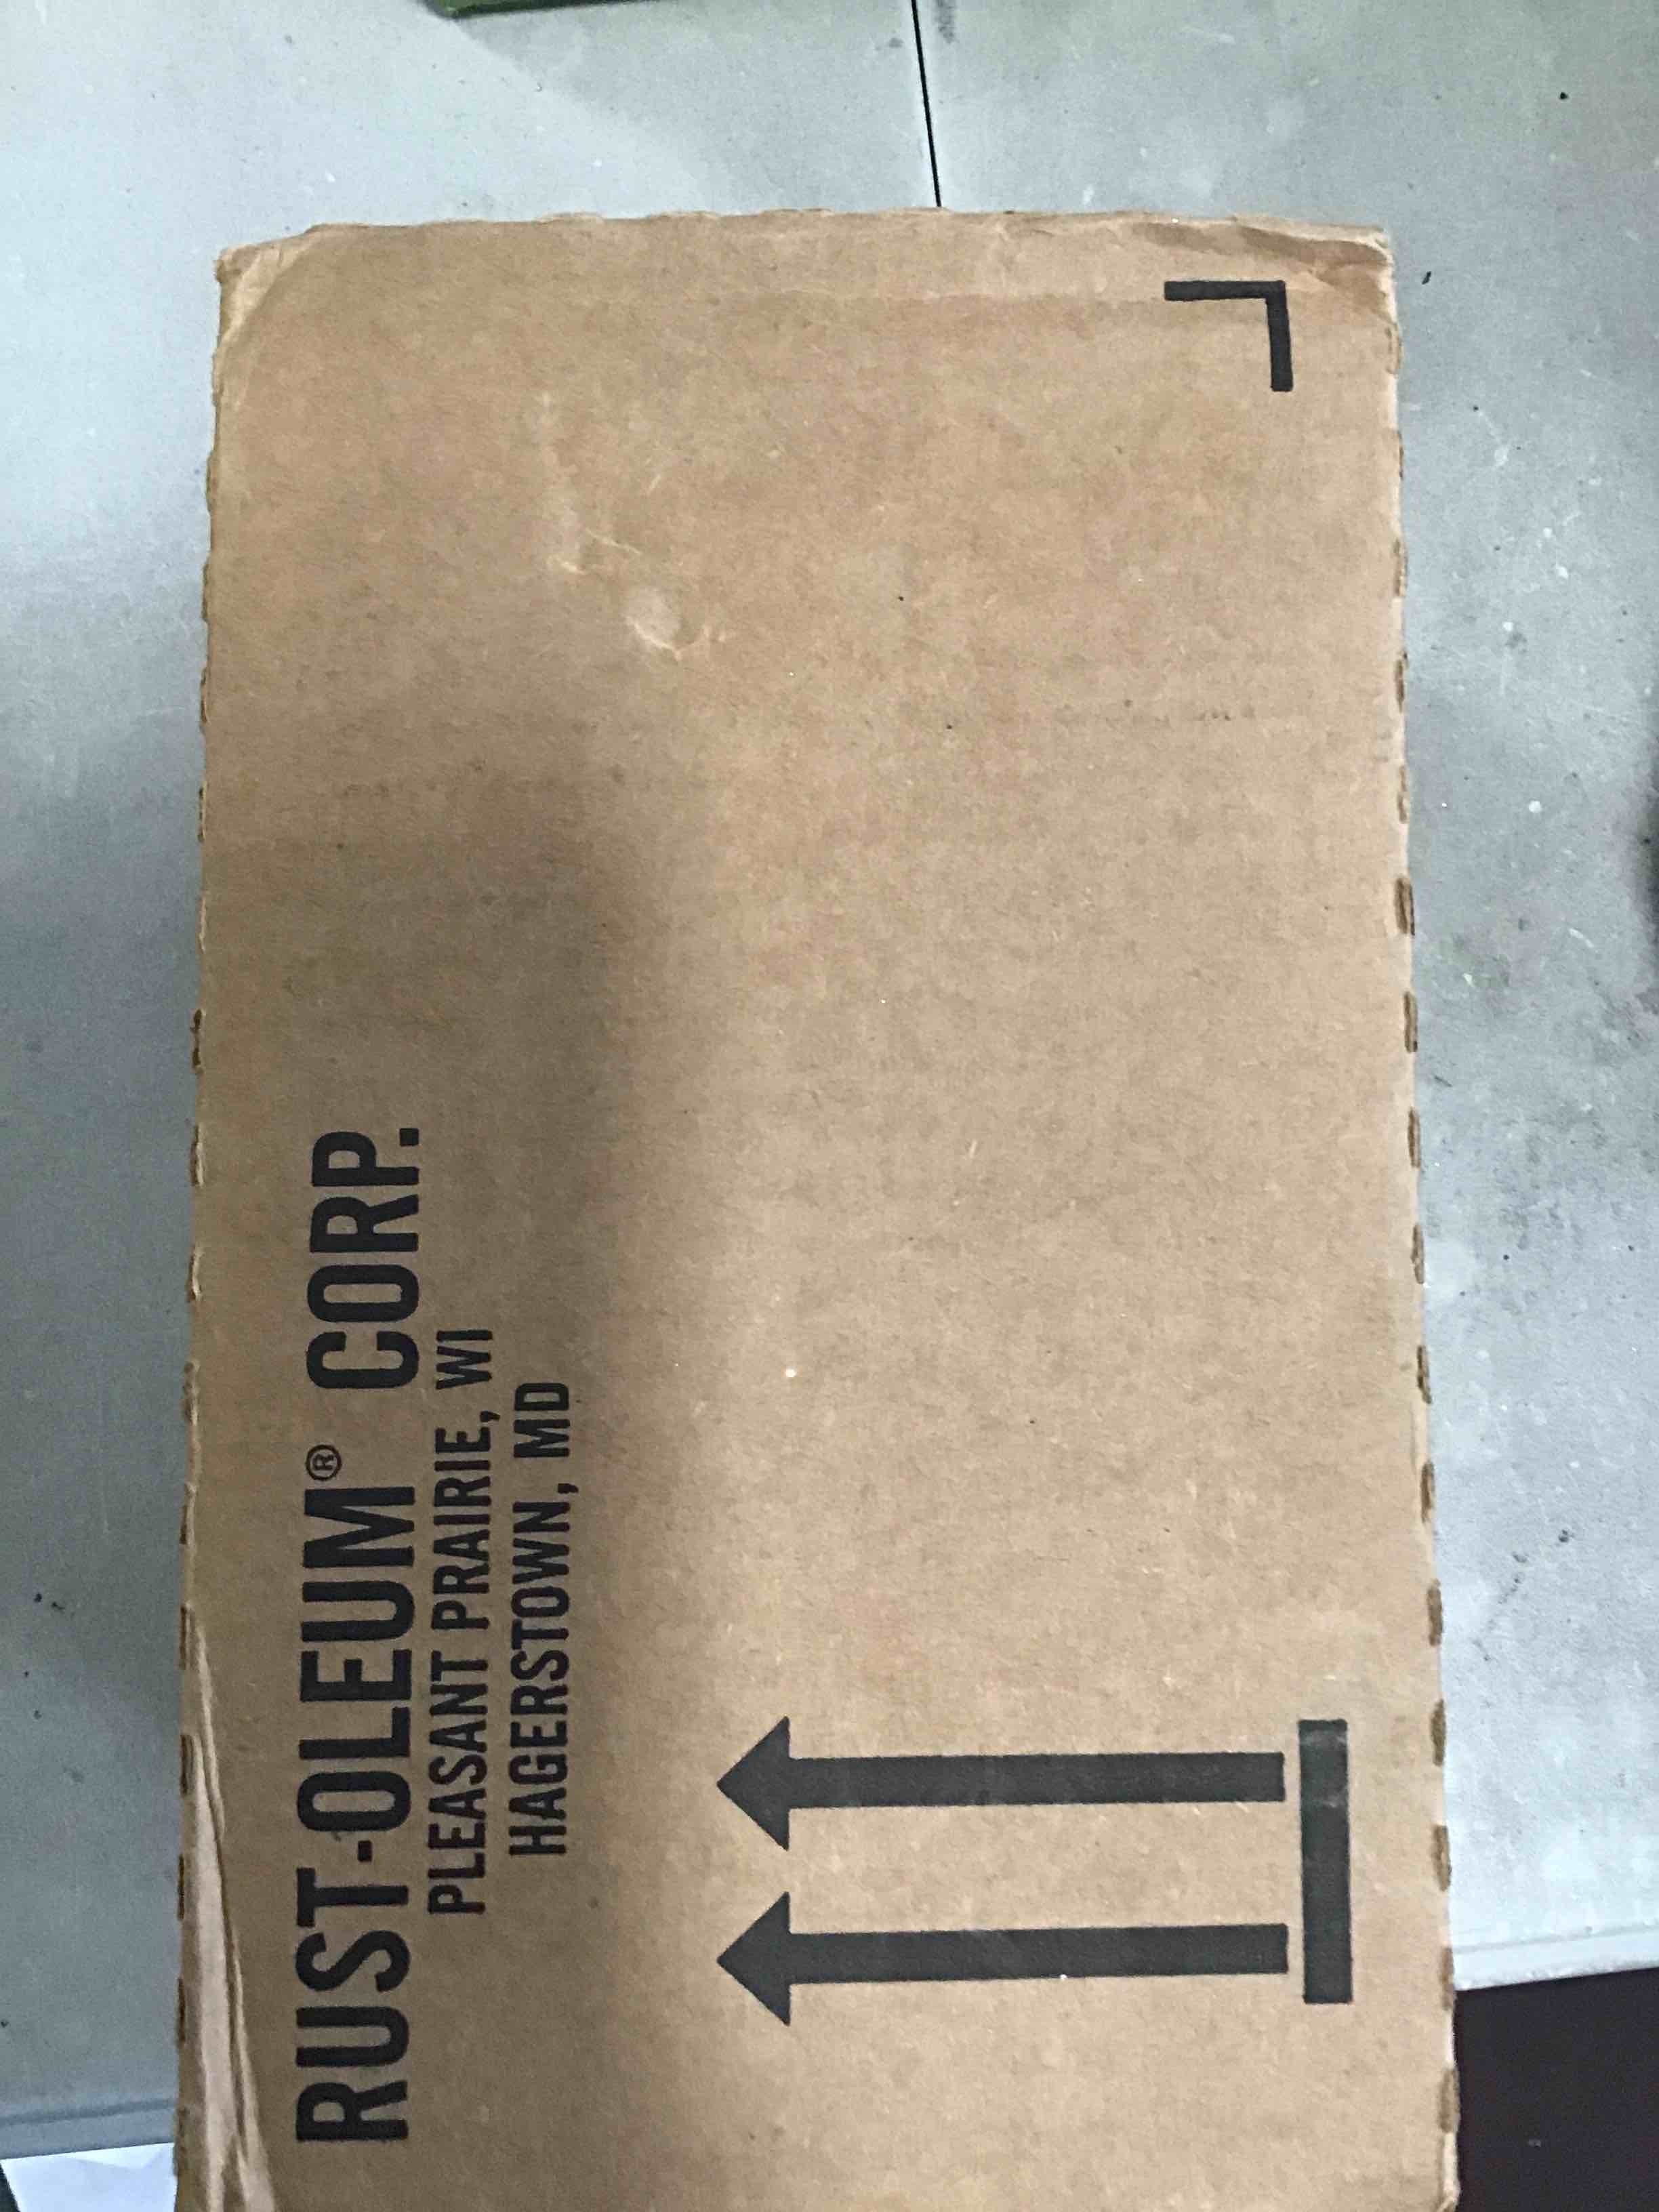 RUST-OLEUM® CORP.
PLEASANT PRAIRIE, WI
HAGERSTOWN, MD